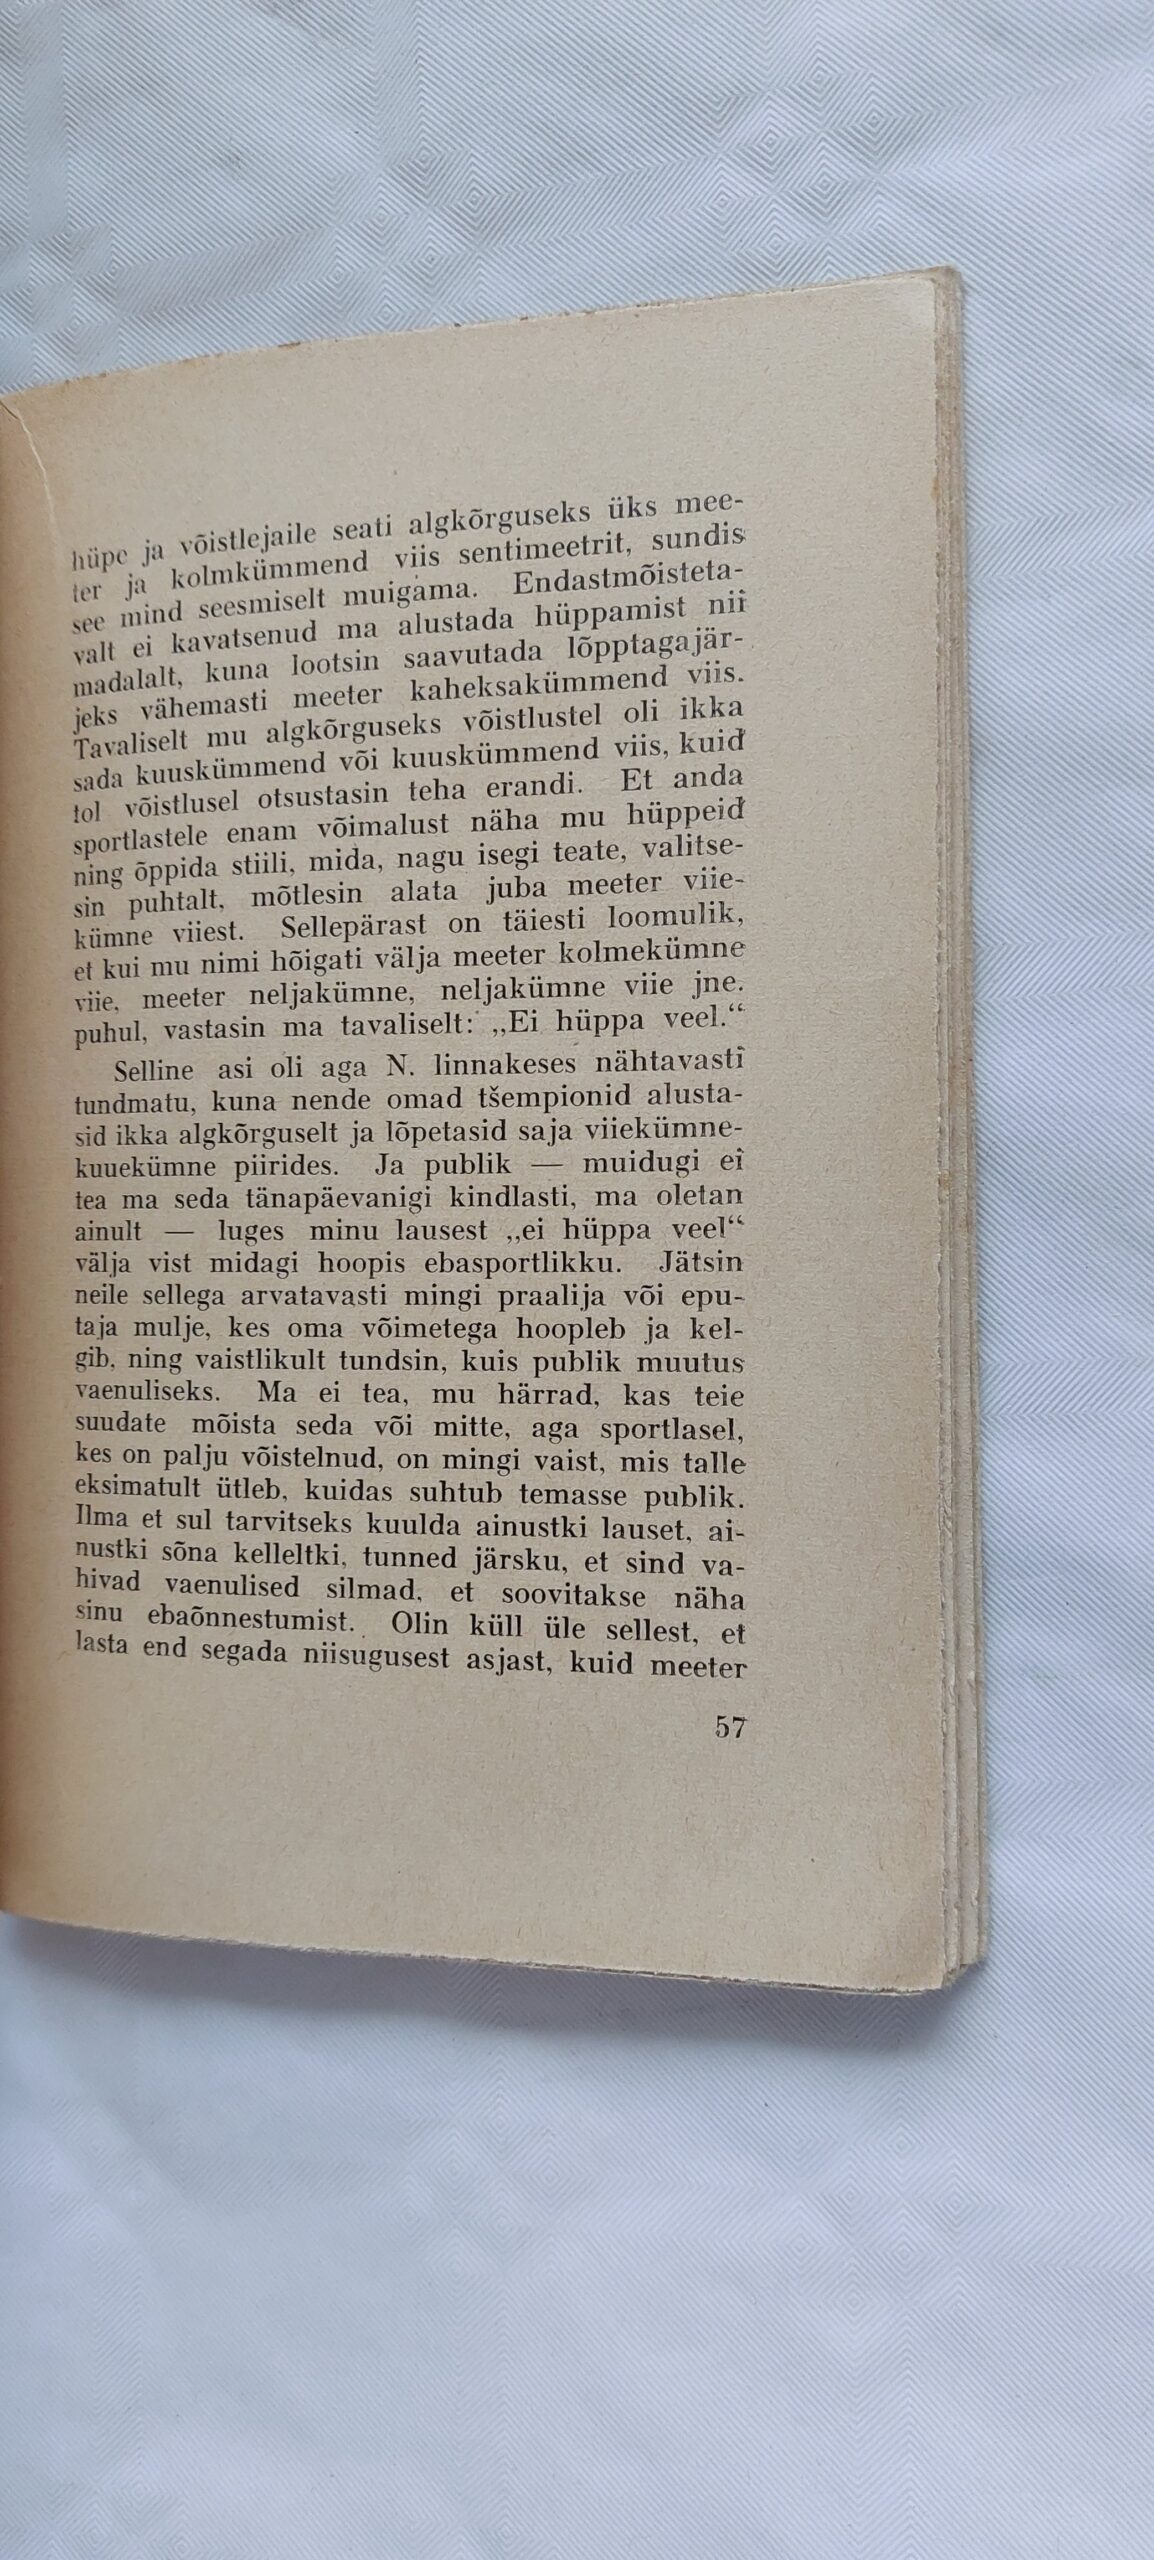 hüpe ja võistlejaile seati algkõrguseks üks mee-
ter ja kolmkümmend viis sentimeetrit, sundis
see mind seesmiselt muigama. Endastmõisteta-
valt ei kavatsenud ma alustada hüppamist nii
madalalt, kuna lootsin saavutada lõpptagajär-
jeks vähemasti meeter kaheksakümmend viis.
Tavaliselt mu algkõrguseks võistlustel oli ikka
sada kuuskümmend või kuuskümmend viis, kuid
tol võistlusel otsustasin teha erandi. Et anda
sportlastele enam võimalust näha mu hüppeid
ning õppida stiili, mida, nagu isegi teate, valitse-
sin puhtalt, mõtlesin alata juba meeter viie-
kümne viiest. Sellepärast on täiesti loomulik,
et kui mu nimi hõigati välja meeter kolmekümne
viie, meeter neljakümne, neljakümne viie jne.
puhul, vastasin ma tavaliselt: „Ei hüppa veel.“
Selline asi oli aga N. linnakeses nähtavasti
tundmatu, kuna nende omad tšempionid alusta-
sid ikka algkõrguselt ja lõpetasid saja viiekümne-
kuuekümne piirides. Ja publik — muidugi ei
tea ma seda tänapäevanigi kindlasti, ma oletan
ainult — luges minu lausest „ei hüppa veel“
välja vist midagi hoopis ebasportlikku. Jätsin
neile sellega arvatavasti mingi praalija või epu-
taja mulje, kes oma võimetega hoopleb ja kel-
gib, ning vaistlikult tundsin, kuis publik muutus
vaenuliseks. Ma ei tea, mu härrad, kas teie
suudate mõista seda või mitte, aga sportlasel,
kes on palju võistelnud, on mingi vaist, mis talle
eksimatult ütleb, kuidas suhtub temasse publik.
Ilma et sul tarvitseks kuulda ainustki lauset, ai-
nustki sõna kelleltki, tunned järsku, et sind va-
hivad vaenulised silmad, et soovitakse näha
sinu ebaõnnestumist. Olin küll üle sellest, et
lasta end segada niisugusest asjast, kuid meeter
57